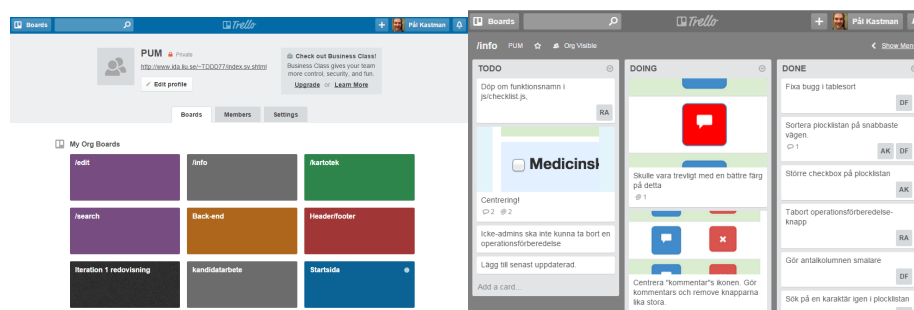 Boards
Trello
Pål Kastman
PUM Private
http://www.ida.liu.se/~TDDD77/index.sv.shtml
Edit profile
Check out Business Class!
Business Class gives your team
more control, security, and fun.
Upgrade or Learn More
Boards Members Settings
My Org Boards
/edit /info /kartotek
/search Back-end Header/footer
Iteration 1 redovisning kandidatarbete Startsida
Boards
Trello
Pål Kastman
/info PUM Org Visible
Show Men
TODO
Döp om funktionsnamn i
js/checklist.js,
RA
Medicinsk
Centrering!
2 2
Icke-admins ska inte kunna ta bort en
operationsförberedelse
Lägg till senast uppdaterad.
Add a card...
DOING
Skulle vara trevligt med en bättre färg
på detta
1
Centrera "kommentar"s ikonen. Gör
kommentars och remove knapparna
lika stora.
DONE
Fixa bugg i tablesort
DF
Sortera plocklistan på snabbaste
vägen.
1
AK DF
Större checkbox på plocklistan
AK
Tabort operationsförberedelse-
knapp
RA
Gör antalkolumnen smalare
DF
Sök på en karaktär igen i plocklistan